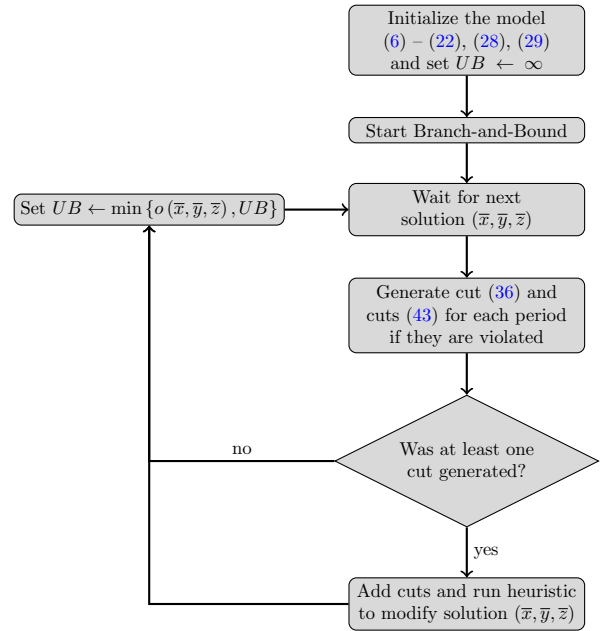 Initialize the model
(6) – (22), (28), (29)
and set UB ← ∞
Start Branch-and-Bound
Set UB ← min {o (x̅, y̅, z̅) , UB}
Wait for next
solution (x̅, y̅, z̅)
Generate cut (36) and
cuts (43) for each period
if they are violated
Was at least one
cut generated?
no
yes
Add cuts and run heuristic
to modify solution (x̅, y̅, z̅)